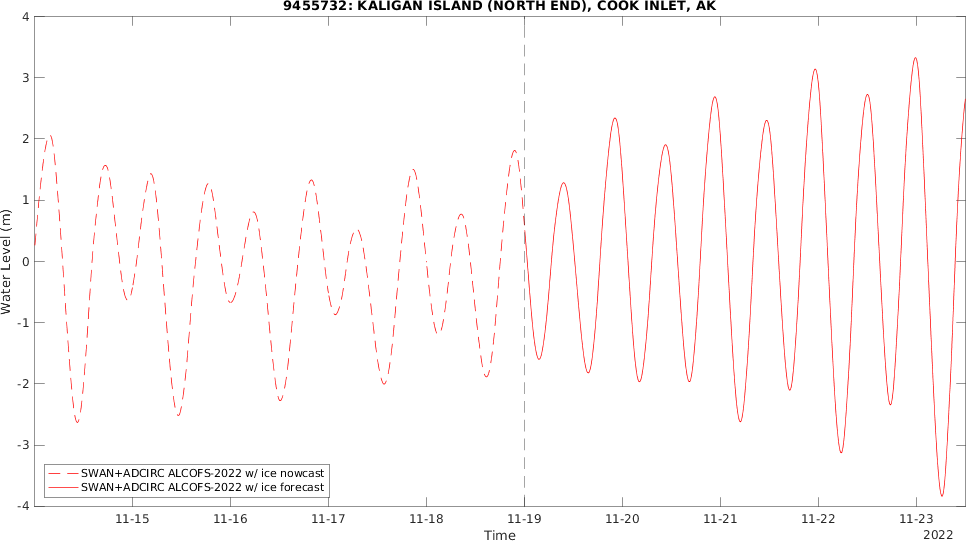 9455732: KALIGAN ISLAND (NORTH END), COOK INLET, AK
4
3
2
1
0
-1
-2
-3
-4
Water Level (m)
SWAN+ADCIRC ALCOFS-2022 w/ ice nowcast
SWAN+ADCIRC ALCOFS-2022 w/ ice forecast
11-15 11-16 11-17 11-18 11-19 11-20 11-21 11-22 11-23
Time
2022